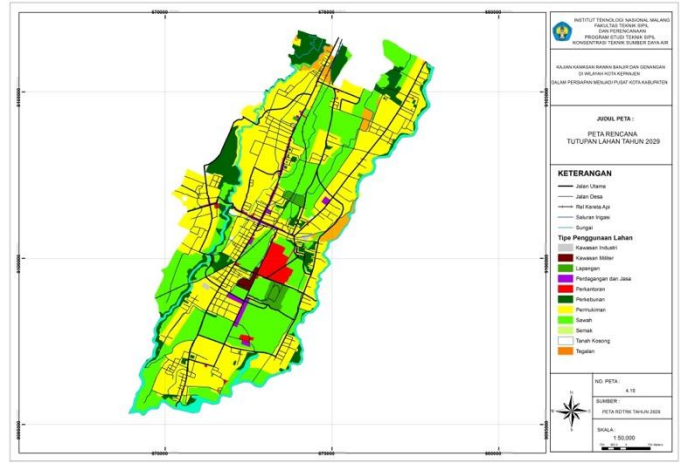 INSTITUT TEKNOLOGI NASIONAL MALANG
FAKULTAS TEKNIK SIPIL
DAN PERENCANAAN
PROGRAM STUDI TEKNIK SIPIL
KONSENTRASI TEKNIK SUMBER DAYA AIR
KAJIAN KAWASAN RAWAN BANJIR DAN GENANGAN
DI WILAYAH KOTA KEPANJEN
DALAM PERSIAPAN MENJADI PUSAT KOTA KABUPATEN
JUDUL PETA :
PETA RENCANA
TUTUPAN LAHAN TAHUN 2029
KETERANGAN
Jalan Utama
Jalan Desa
Rel Kereta Api
Saluran Irigasi
Sungai
Tipe Penggunaan Lahan
Kawasan Industri
Kawasan Militer
Lapangan
Perdagangan dan Jasa
Perkantoran
Perkebunan
Permukiman
Sawah
Semak
Tanah Kosong
Tegalan
NO. PETA :
4.10
SUMBER :
PETA RDTRK TAHUN 2029
SKALA :
1:50,000